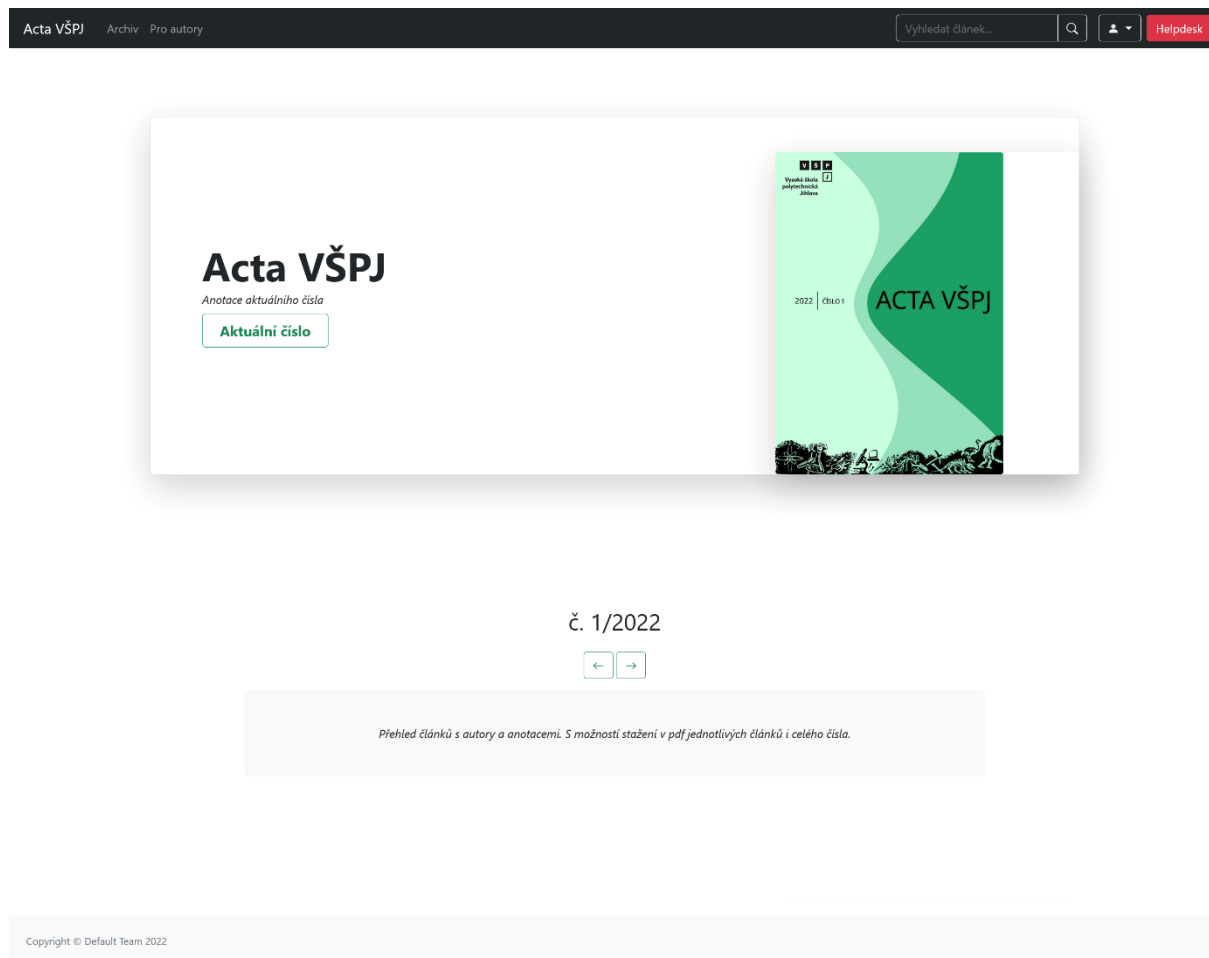 Acta VŠPJ Archiv Pro autory Vyhledat článek... Helpdesk
V Š P J
Vysoká škola
polytechnická
Jihlava
Acta VŠPJ
Anotace aktuálního čísla
Aktuální číslo
2022 ČÍSLO 1 ACTA VŠPJ
č. 1/2022
Přehled článků s autory a anotacemi. S možností stažení v pdf jednotlivých článků i celého čísla.
Copyright © Default Team 2022